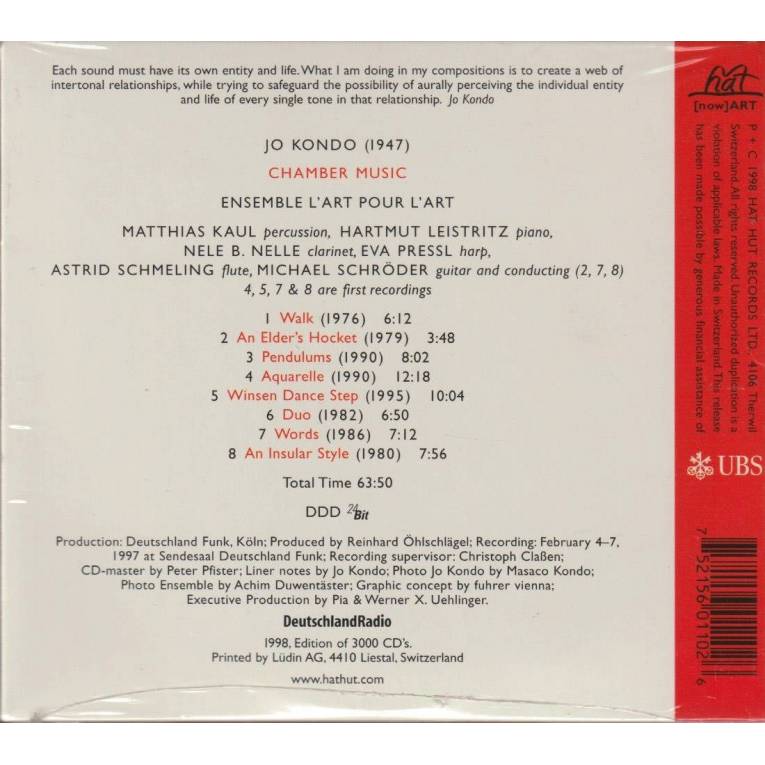 Each sound must have its own entity and life. What I am doing in my compositions is to create a web of
intertonal relationships, while trying to safeguard the possibility of aurally perceiving the individual entity
and life of every single tone in that relationship. Jo Kondo
JO KONDO (1947)
CHAMBER MUSIC
ENSEMBLE L'ART POUR L'ART
MATTHIAS KAUL percussion, HARTMUT LEISTRITZ piano,
NELE B. NELLE clarinet, EVA PRESSL harp,
ASTRID SCHMELING flute, MICHAEL SCHRÖDER guitar and conducting (2, 7, 8)
4, 5, 7 & 8 are first recordings
1 Walk (1976) 6:12
2 An Elder's Hocket (1979) 3:48
3 Pendulums (1990) 8:02
4 Aquarelle (1990) 12:18
5 Winsen Dance Step (1995) 10:04
6 Duo (1982) 6:50
7 Words (1986) 7:12
8 An Insular Style (1980) 7:56
Total Time 63:50
DDD 24 Bit
Production: Deutschland Funk, Köln; Produced by Reinhard Öhlschlägel; Recording: February 4–7,
1997 at Sendesaal Deutschland Funk; Recording supervisor: Christoph Claßen;
CD-master by Peter Pfister; Liner notes by Jo Kondo; Photo Jo Kondo by Masaco Kondo;
Photo Ensemble by Achim Duwentäster; Graphic concept by fuhrer vienna;
Executive Production by Pia & Werner X. Uehlinger.
DeutschlandRadio
1998, Edition of 3000 CD's.
Printed by Lüdin AG, 4410 Liestal, Switzerland
www.hathut.com
hat
[now]ART
P + C 1998 HAT HUT RECORDS LTD. 4106 Therwil
Switzerland. All rights reserved. Unauthorized duplication is a
violation of applicable laws. Made in Switzerland. This release
has been made possible by generous financial assistance of
UBS
7 52156 01102 6